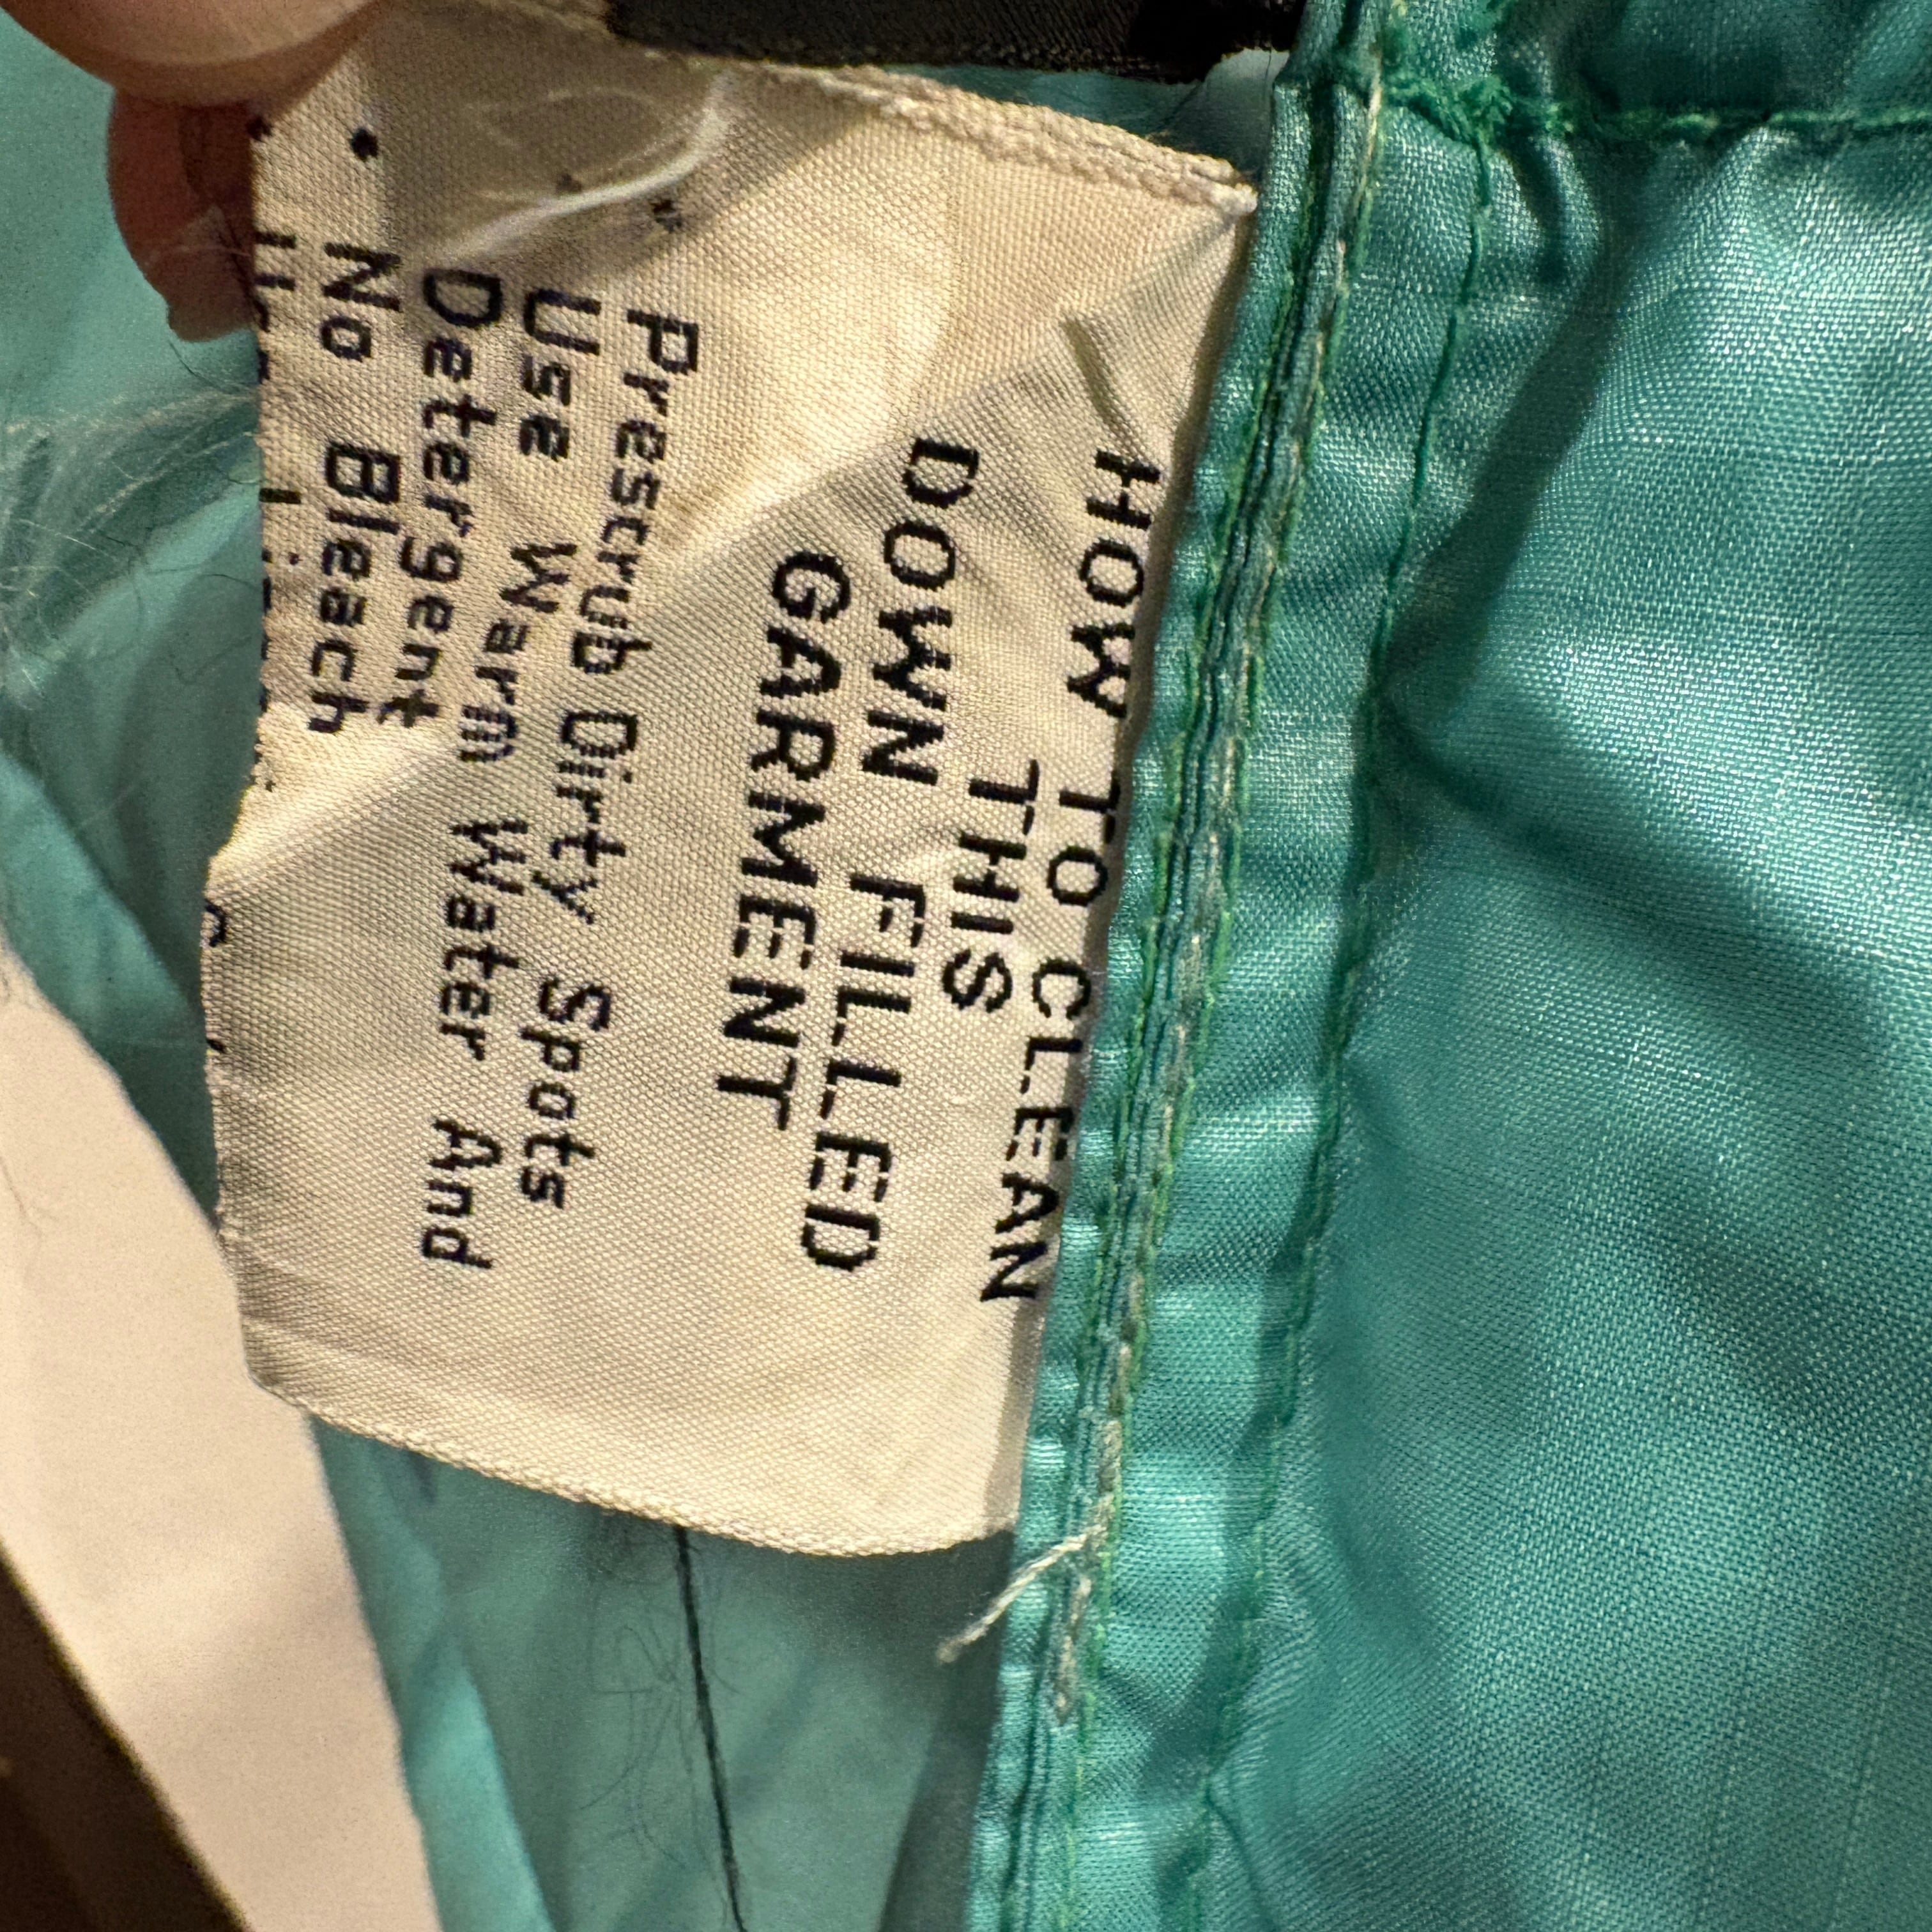 HOW TO CLEAN
THIS
DOWN FILLED
GARMENT
Prescrub Dirty Spots
Use Warm Water And
Detergent
No Bleach